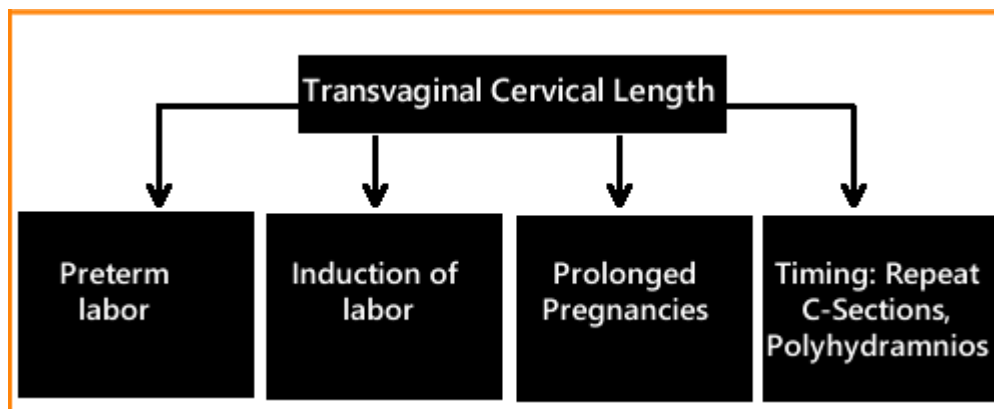 Transvaginal Cervical Length
Preterm
labor
Induction of
labor
Prolonged
Pregnancies
Timing: Repeat
C-Sections,
Polyhydramnios